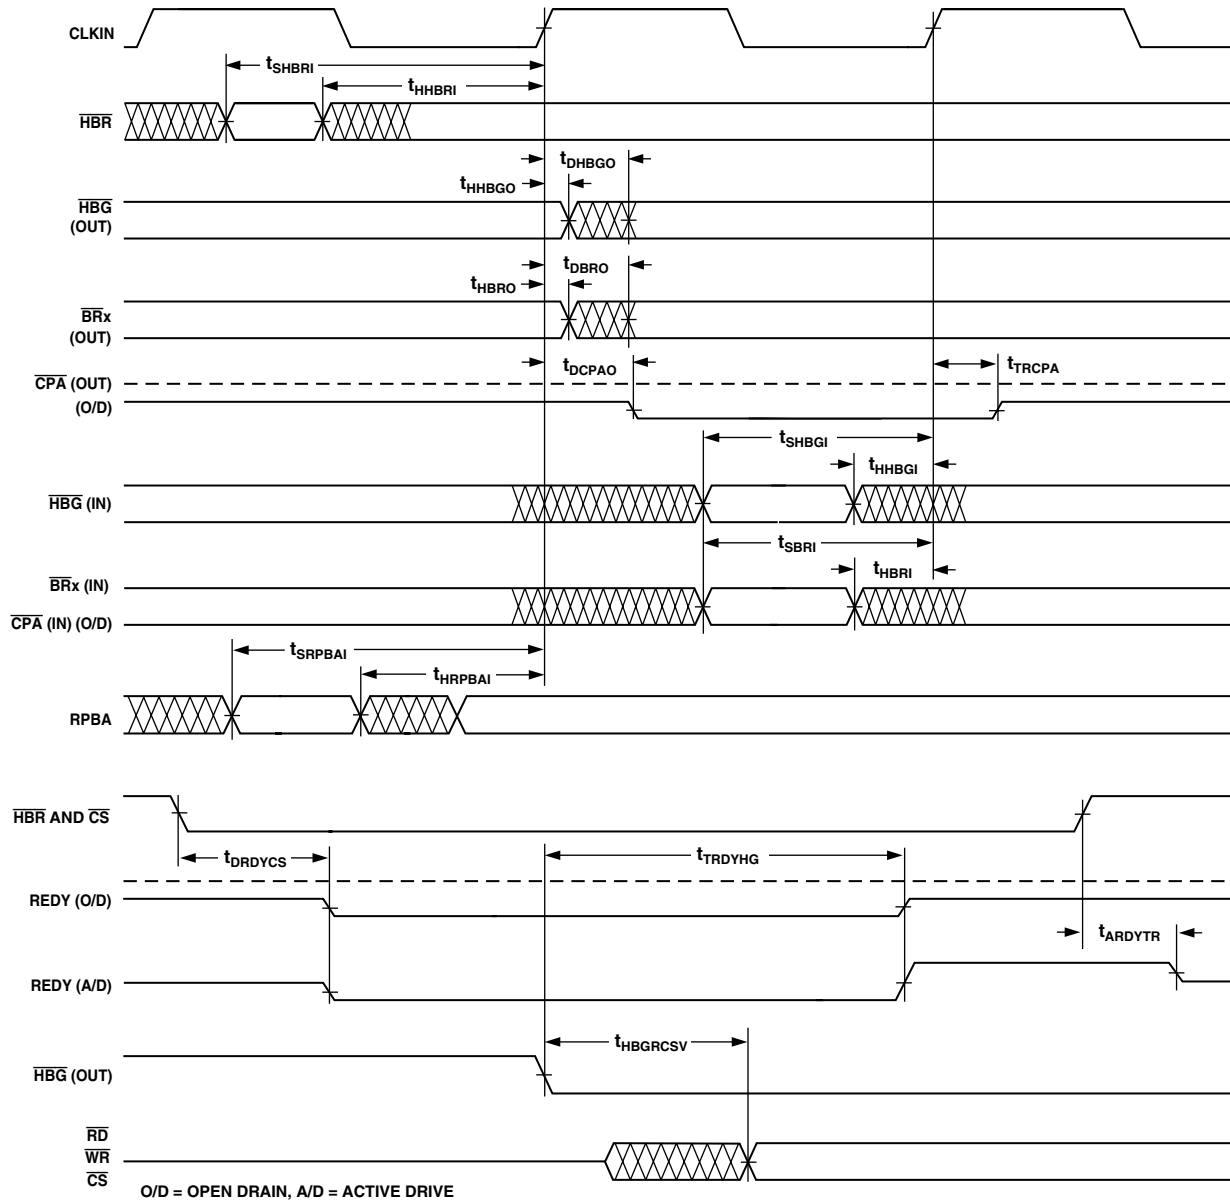 CLKIN
tSHBRI
tHHBRI
HBR
tDHBGO
tHHBGO
HBG
(OUT)
tDBRO
tHBRO
BRx
(OUT)
tDCPAO
tTRCPA
CPA (OUT)
(O/D)
tSHBGI
tHHBGI
HBG (IN)
tSBRI
tHBRI
BRx (IN)
CPA (IN) (O/D)
tSRPBAI
tHRPBAI
RPBA
HBR AND CS
tDRDYCS
tTRDYHG
REDY (O/D)
tARDYTR
REDY (A/D)
tHBGRCSV
HBG (OUT)
RD
WR
CS
O/D = OPEN DRAIN, A/D = ACTIVE DRIVE